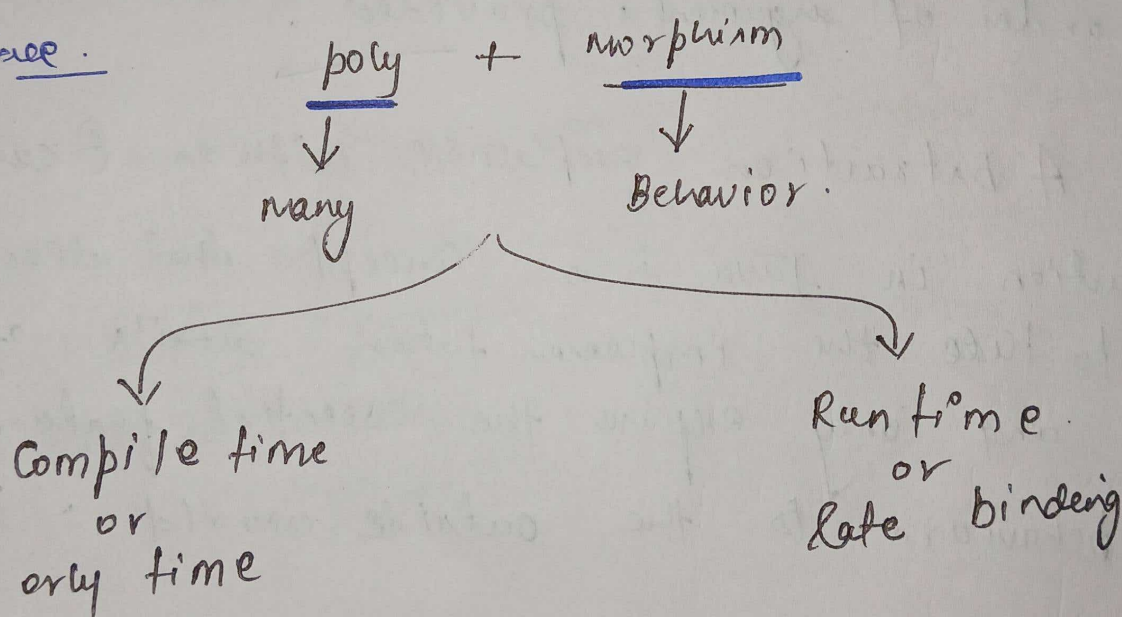 poly + Morphism
Many Behavior.
Compile time
or
orly time
Run time.
or
late binding